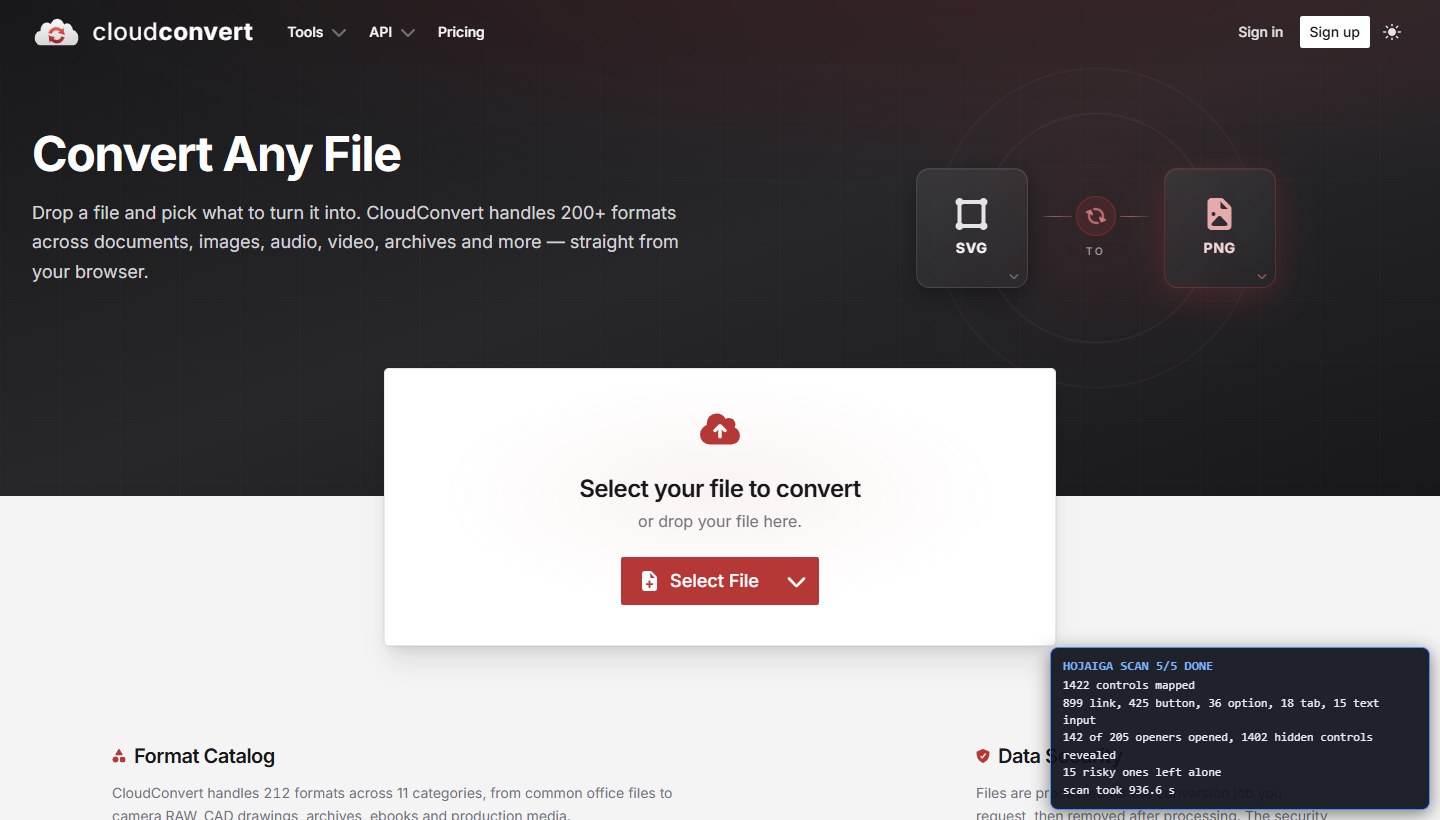 cloudconvert Tools API Pricing Sign in Sign up
Convert Any File
Drop a file and pick what to turn it into. CloudConvert handles 200+ formats
across documents, images, audio, video, archives and more — straight from
your browser.
SVG
TO
PNG
Select your file to convert
or drop your file here.
Select File
Format Catalog
CloudConvert handles 212 formats across 11 categories, from common office files to
camera RAW, CAD drawings, archives, ebooks and production media.
Data Security
Files are pr
request, then removed after processing. The security
HOJAIGA SCAN 5/5 DONE
1422 controls mapped
899 link, 425 button, 36 option, 18 tab, 15 text
input
142 of 205 openers opened, 1402 hidden controls
revealed
15 risky ones left alone
scan took 936.6 s